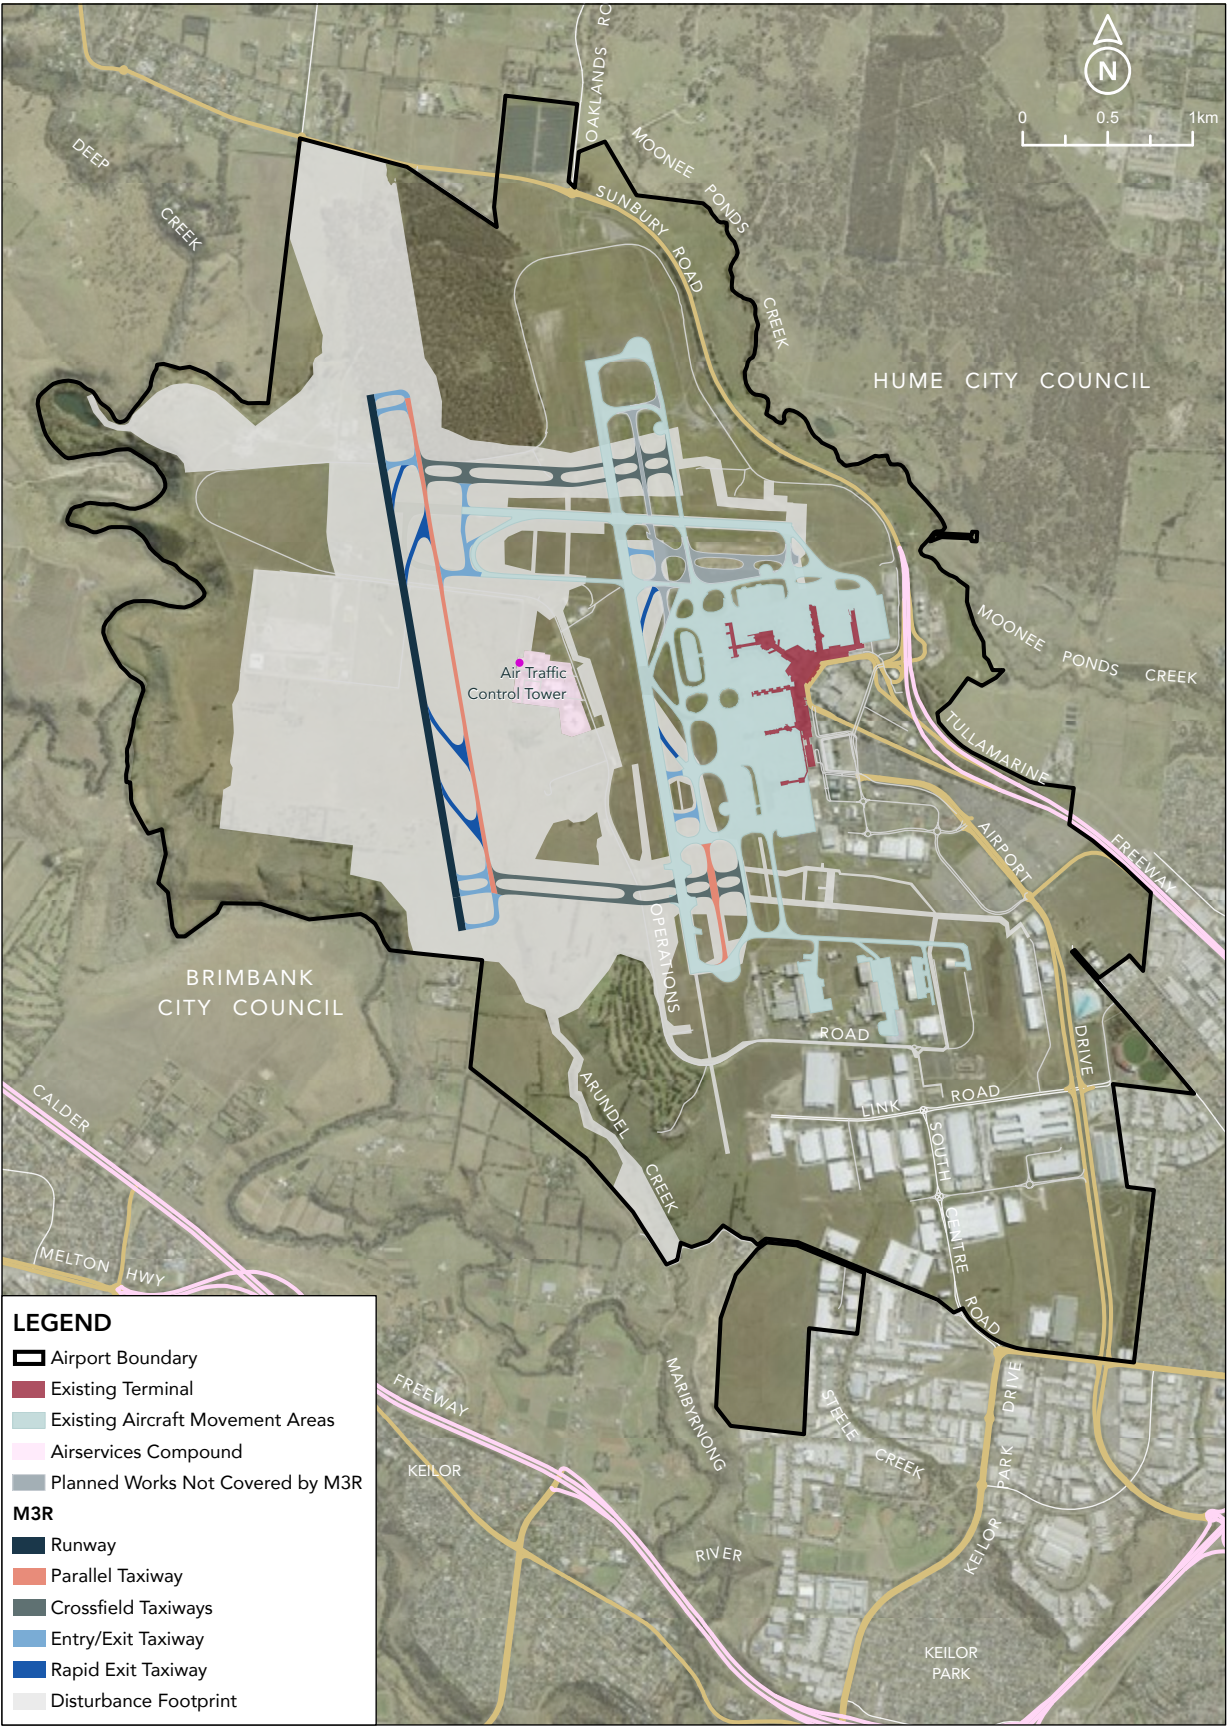 OAKLANDS RO
N
0
0.5
1km
DEEP
CREEK
MOONEE PONDS
CREEK
SUNBURY ROAD
HUME CITY COUNCIL
MOONEE PONDS CREEK
Air Traffic
Control Tower
TULLAMARINE
FREEWAY
AIRPORT
DRIVE
OPERATIONS
ROAD
BRIMBANK
CITY COUNCIL
LINK ROAD
SOUTH
CENTRE
ROAD
ARUNDEL
CREEK
CALDER
FREEWAY
MELTON HWY
MARIBYRNONG
RIVER
STEELE
CREEK
KEILOR
PARK
DRIVE
KEILOR
KEILOR
PARK
LEGEND
Airport Boundary
Existing Terminal
Existing Aircraft Movement Areas
Airservices Compound
Planned Works Not Covered by M3R
M3R
Runway
Parallel Taxiway
Crossfield Taxiways
Entry/Exit Taxiway
Rapid Exit Taxiway
Disturbance Footprint